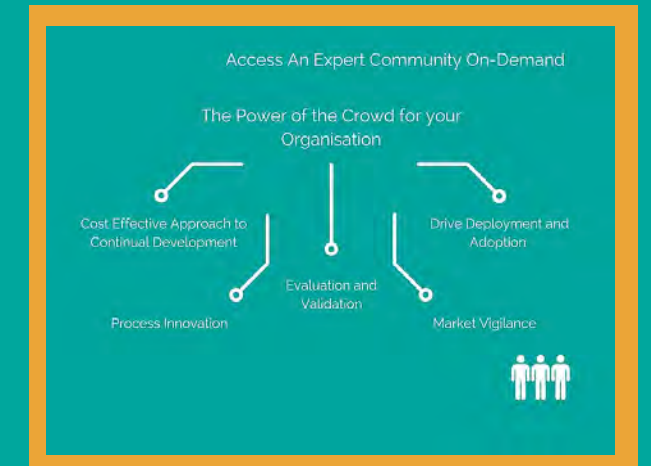 Access An Expert Community On-Demand
The Power of the Crowd for your
Organisation
Cost Effective Approach to
Continual Development
Drive Deployment and
Adoption
Evaluation and
Validation
Process Innovation
Market Vigilance